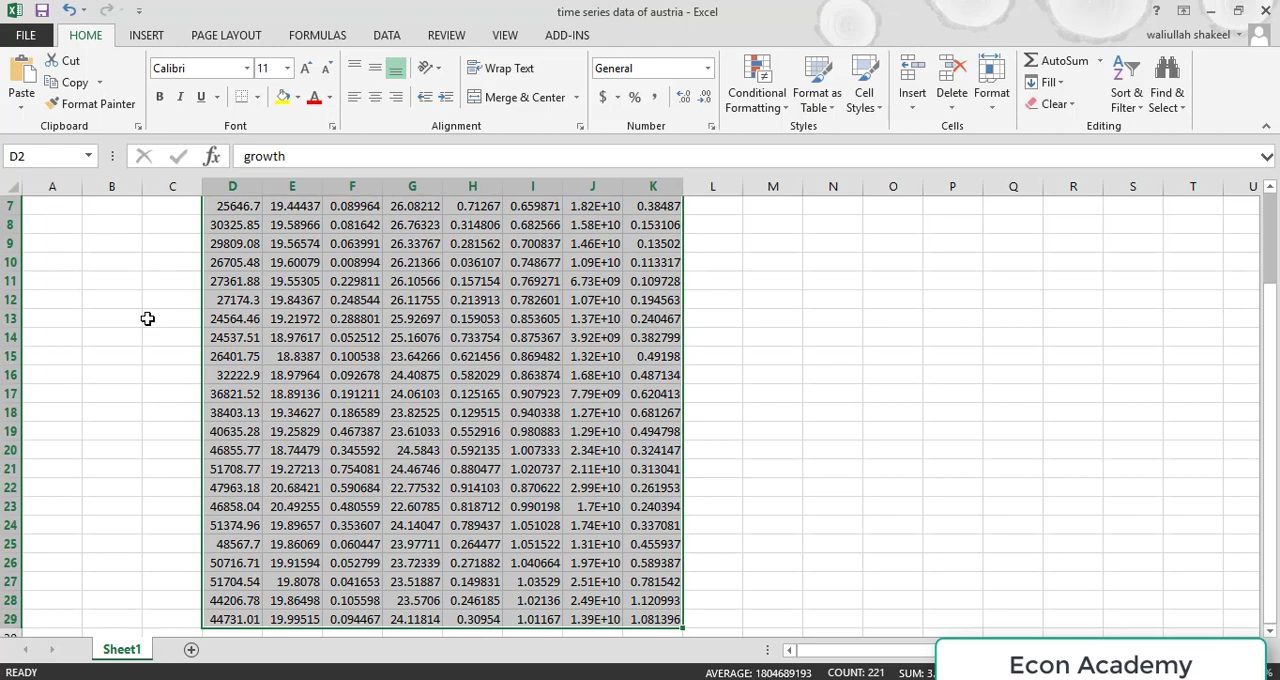 time series data of austria - Excel
?
FILE HOME INSERT PAGE LAYOUT FORMULAS DATA REVIEW VIEW ADD-INS waliullah shakeel
Paste Cut Copy Format Painter Clipboard
Calibri 11 B I U A Font
Wrap Text Merge & Center Alignment
General $ % , Number
Conditional Formatting Format as Table Cell Styles Styles
Insert Delete Format Cells
AutoSum Fill Clear Sort & Filter Find & Select Editing
D2 fx growth
A B C D E F G H I J K L M N O P Q R S T U
7 25646.7 19.44437 0.089964 26.08212 0.71267 0.659871 1.82E+10 0.38487
8 30325.85 19.58966 0.081642 26.76323 0.314806 0.682566 1.58E+10 0.153106
9 29809.08 19.56574 0.063991 26.33767 0.281562 0.700837 1.46E+10 0.13502
10 26705.48 19.60079 0.008994 26.21366 0.036107 0.748677 1.09E+10 0.113317
11 27361.88 19.55305 0.229811 26.10566 0.157154 0.769271 6.73E+09 0.109728
12 27174.3 19.84367 0.248544 26.11755 0.213913 0.782601 1.07E+10 0.194563
13 24564.46 19.21972 0.288801 25.92697 0.159053 0.853605 1.37E+10 0.240467
14 24537.51 18.97617 0.052512 25.16076 0.733754 0.875367 3.92E+09 0.382799
15 26401.75 18.8387 0.100538 23.64266 0.621456 0.869482 1.32E+10 0.49198
16 32222.9 18.97964 0.092678 24.40875 0.582029 0.863874 1.68E+10 0.487134
17 36821.52 18.89136 0.191211 24.06103 0.125165 0.907923 7.79E+09 0.620413
18 38403.13 19.34627 0.186589 23.82525 0.129515 0.940338 1.27E+10 0.681267
19 40635.28 19.25829 0.467387 23.61033 0.552916 0.980883 1.29E+10 0.494798
20 46855.77 18.74479 0.345592 24.5843 0.592135 1.007333 2.34E+10 0.324147
21 51708.77 19.27213 0.754081 24.46746 0.880477 1.020737 2.11E+10 0.313041
22 47963.18 20.68421 0.590684 22.77532 0.914103 0.870622 2.99E+10 0.261953
23 46858.04 20.49255 0.480559 22.60785 0.818712 0.990198 1.7E+10 0.240394
24 51374.96 19.89657 0.353607 24.14047 0.789437 1.051028 1.74E+10 0.337081
25 48567.7 19.86069 0.060447 23.97711 0.264477 1.051522 1.31E+10 0.455937
26 50716.71 19.91594 0.052799 23.72339 0.271882 1.040664 1.97E+10 0.589387
27 51704.54 19.8078 0.041653 23.51887 0.149831 1.03529 2.51E+10 0.781542
28 44206.78 19.86498 0.105598 23.5706 0.246185 1.02136 2.49E+10 1.120993
29 44731.01 19.99515 0.094467 24.11814 0.30954 1.01167 1.39E+10 1.081396
Sheet1
READY AVERAGE: 1804689193 COUNT: 221 SUM: 3. %
Econ Academy